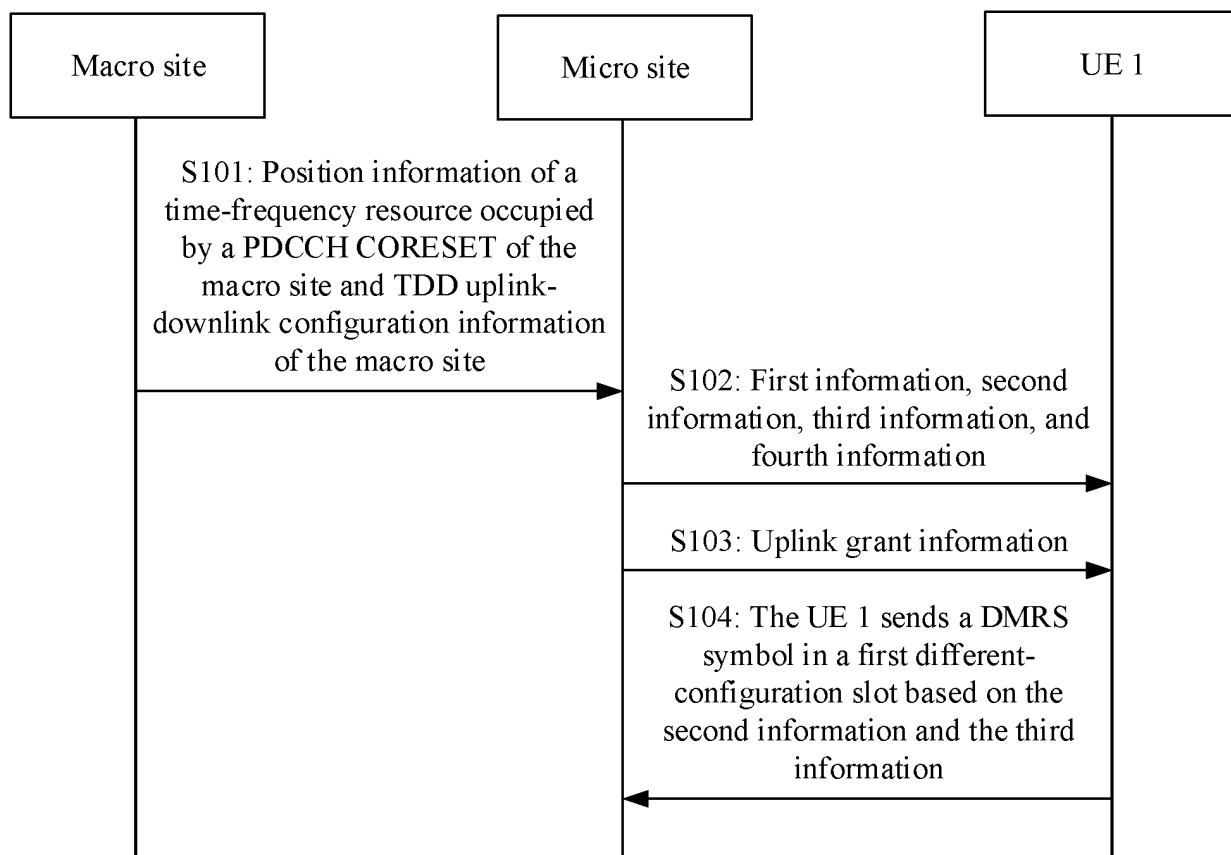 Macro site
Micro site
UE 1
S101: Position information of a
time-frequency resource occupied
by a PDCCH CORESET of the
macro site and TDD uplink-
downlink configuration information
of the macro site
S102: First information, second
information, third information, and
fourth information
S103: Uplink grant information
S104: The UE 1 sends a DMRS
symbol in a first different-
configuration slot based on the
second information and the third
information